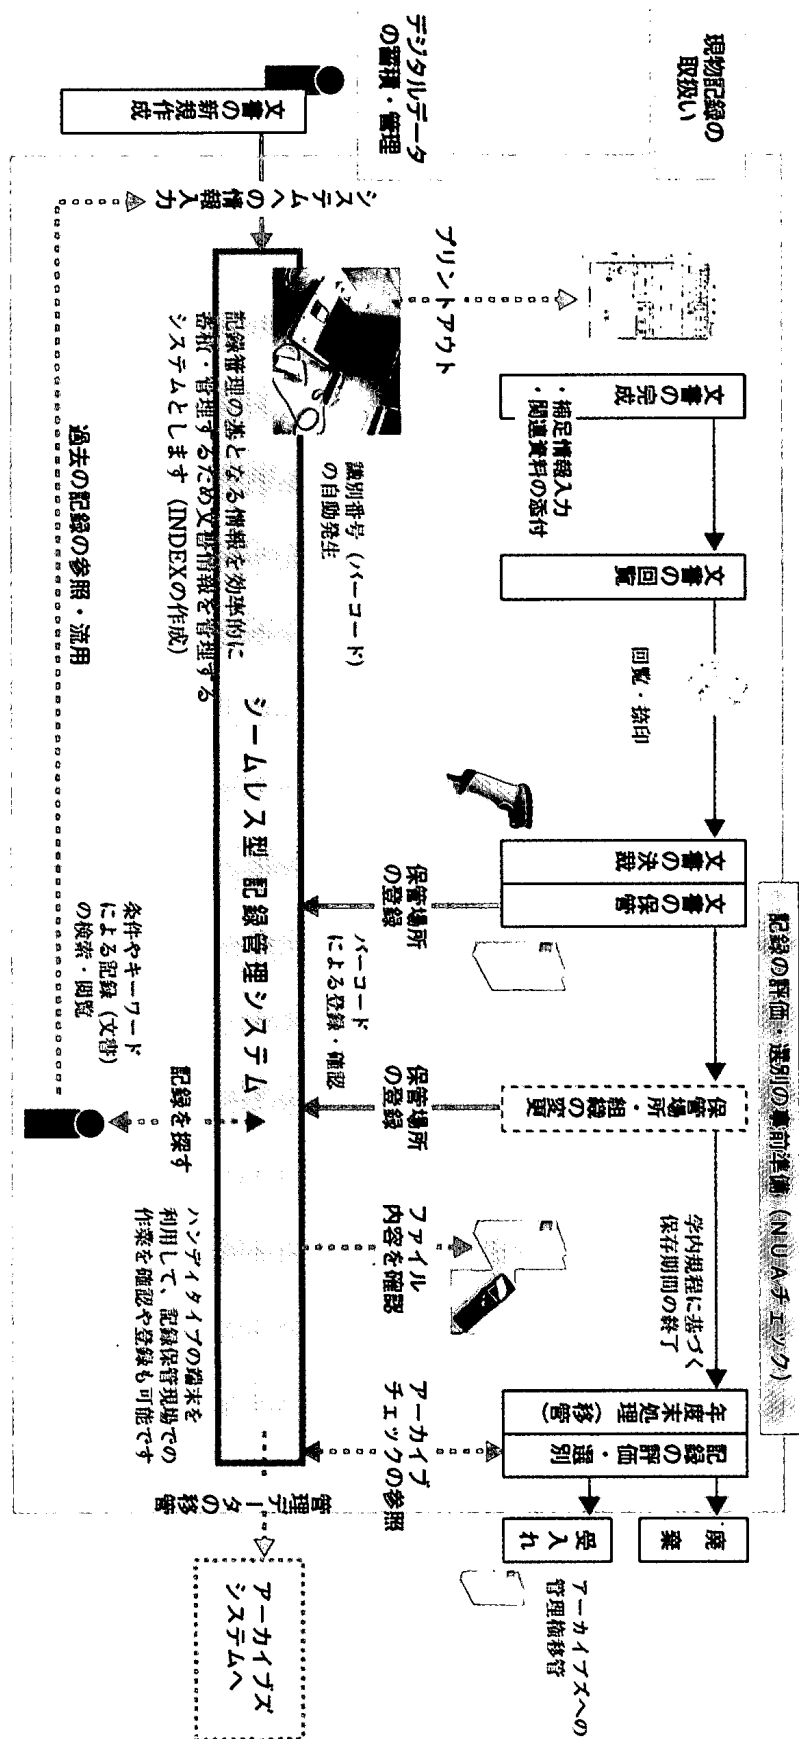 現物記録の
取扱い
デジタルデータ
の蓄積・管理
文書の新規作成
システムへの情報入力
プリントアウト
文書の完成
・補足情報入力
・関連資料の添付
文書の回覧
回覧・捺印
文書の決裁
文書の保管
記録の評価・選別の事前準備（NUAチェック）
保管場所・組織の変更
学内規程に基づく
保存期間の終了
年度末処理（移管）
記録の評価・選別
廃棄
受入れ
アーカイブズへの
管理権移管
識別番号（バーコード）
の自動発生
保管場所
の登録
バーコード
による登録・確認
保管場所
の登録
ファイル
内容を確認
アーカイブ
チェックの参照
記録管理の基となる情報を効率的に
蓄積・管理するため文書情報を管理する
システムとします（INDEXの作成）
シームレス型 記録管理システム
管理データの移管
アーカイブズ
システムへ
過去の記録の参照・流用
条件やキーワード
による記録（文書）
の検索・閲覧
記録を探す
ハンディタイプの端末を
利用して、記録保管現場での
作業を確認や登録も可能です